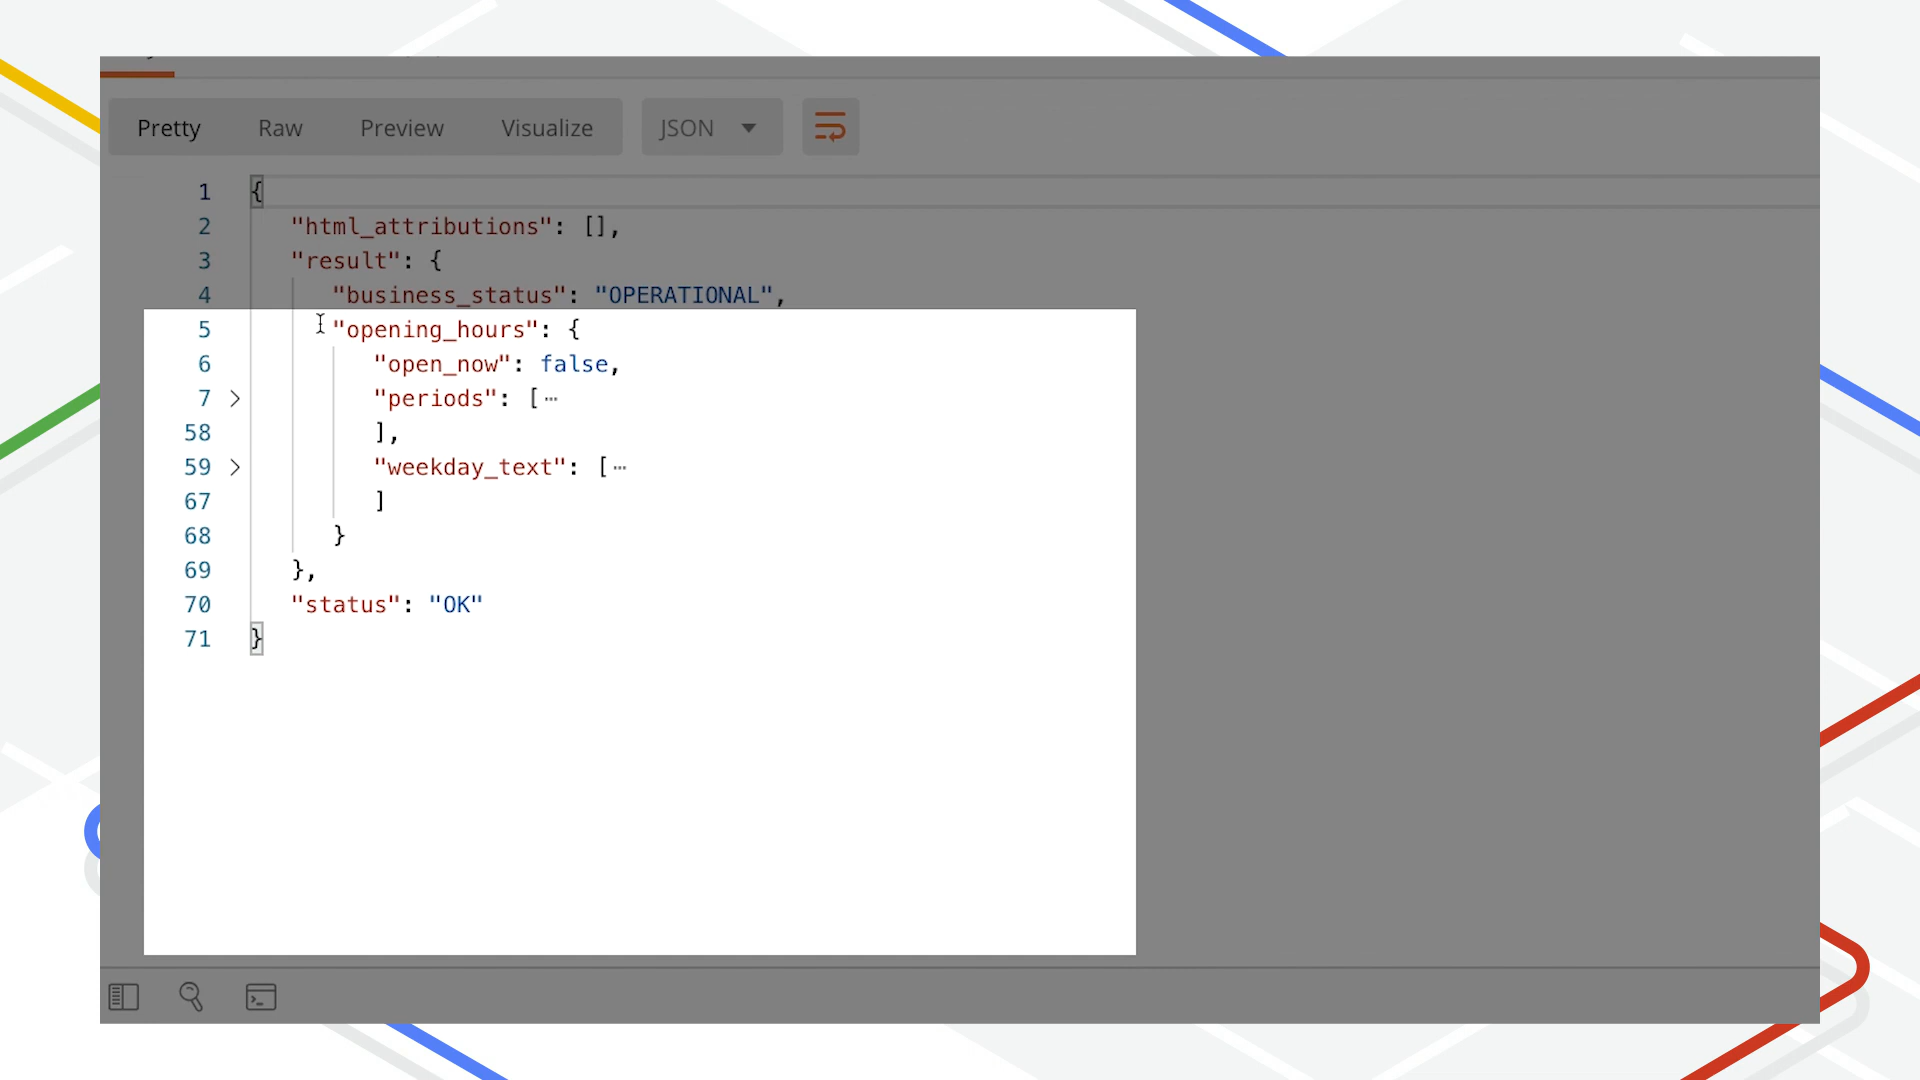 Pretty Raw Preview Visualize JSON
1 {
2 "html_attributions": [],
3 "result": {
4 "business_status": "OPERATIONAL",
5 "opening_hours": {
6 "open_now": false,
7 "periods": [⋯
58 ],
59 "weekday_text": [⋯
67 ]
68 }
69 },
70 "status": "OK"
71 }